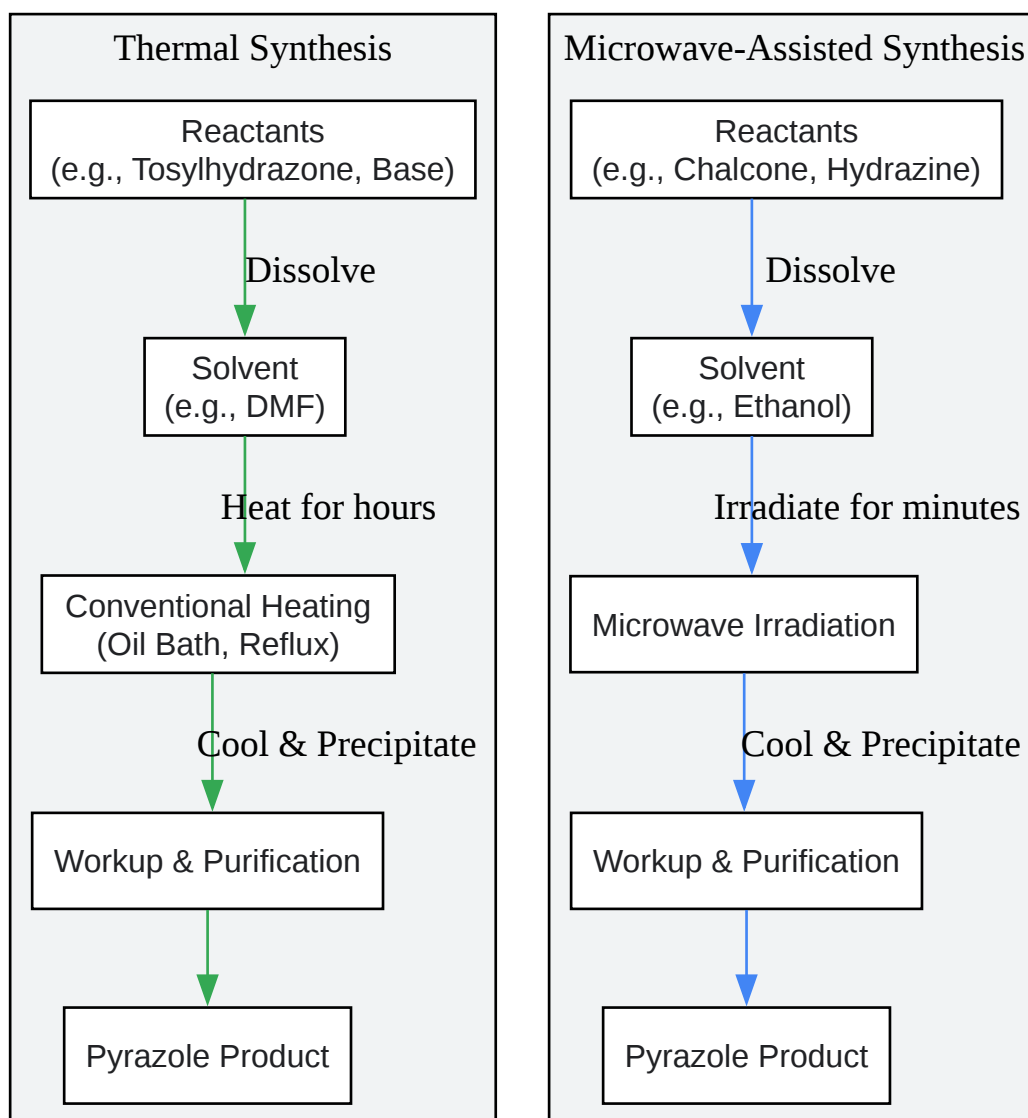 Thermal Synthesis
Reactants
(e.g., Tosylhydrazone, Base)
Dissolve
Solvent
(e.g., DMF)
Heat for hours
Conventional Heating
(Oil Bath, Reflux)
Cool & Precipitate
Workup & Purification
Pyrazole Product
Microwave-Assisted Synthesis
Reactants
(e.g., Chalcone, Hydrazine)
Dissolve
Solvent
(e.g., Ethanol)
Irradiate for minutes
Microwave Irradiation
Cool & Precipitate
Workup & Purification
Pyrazole Product